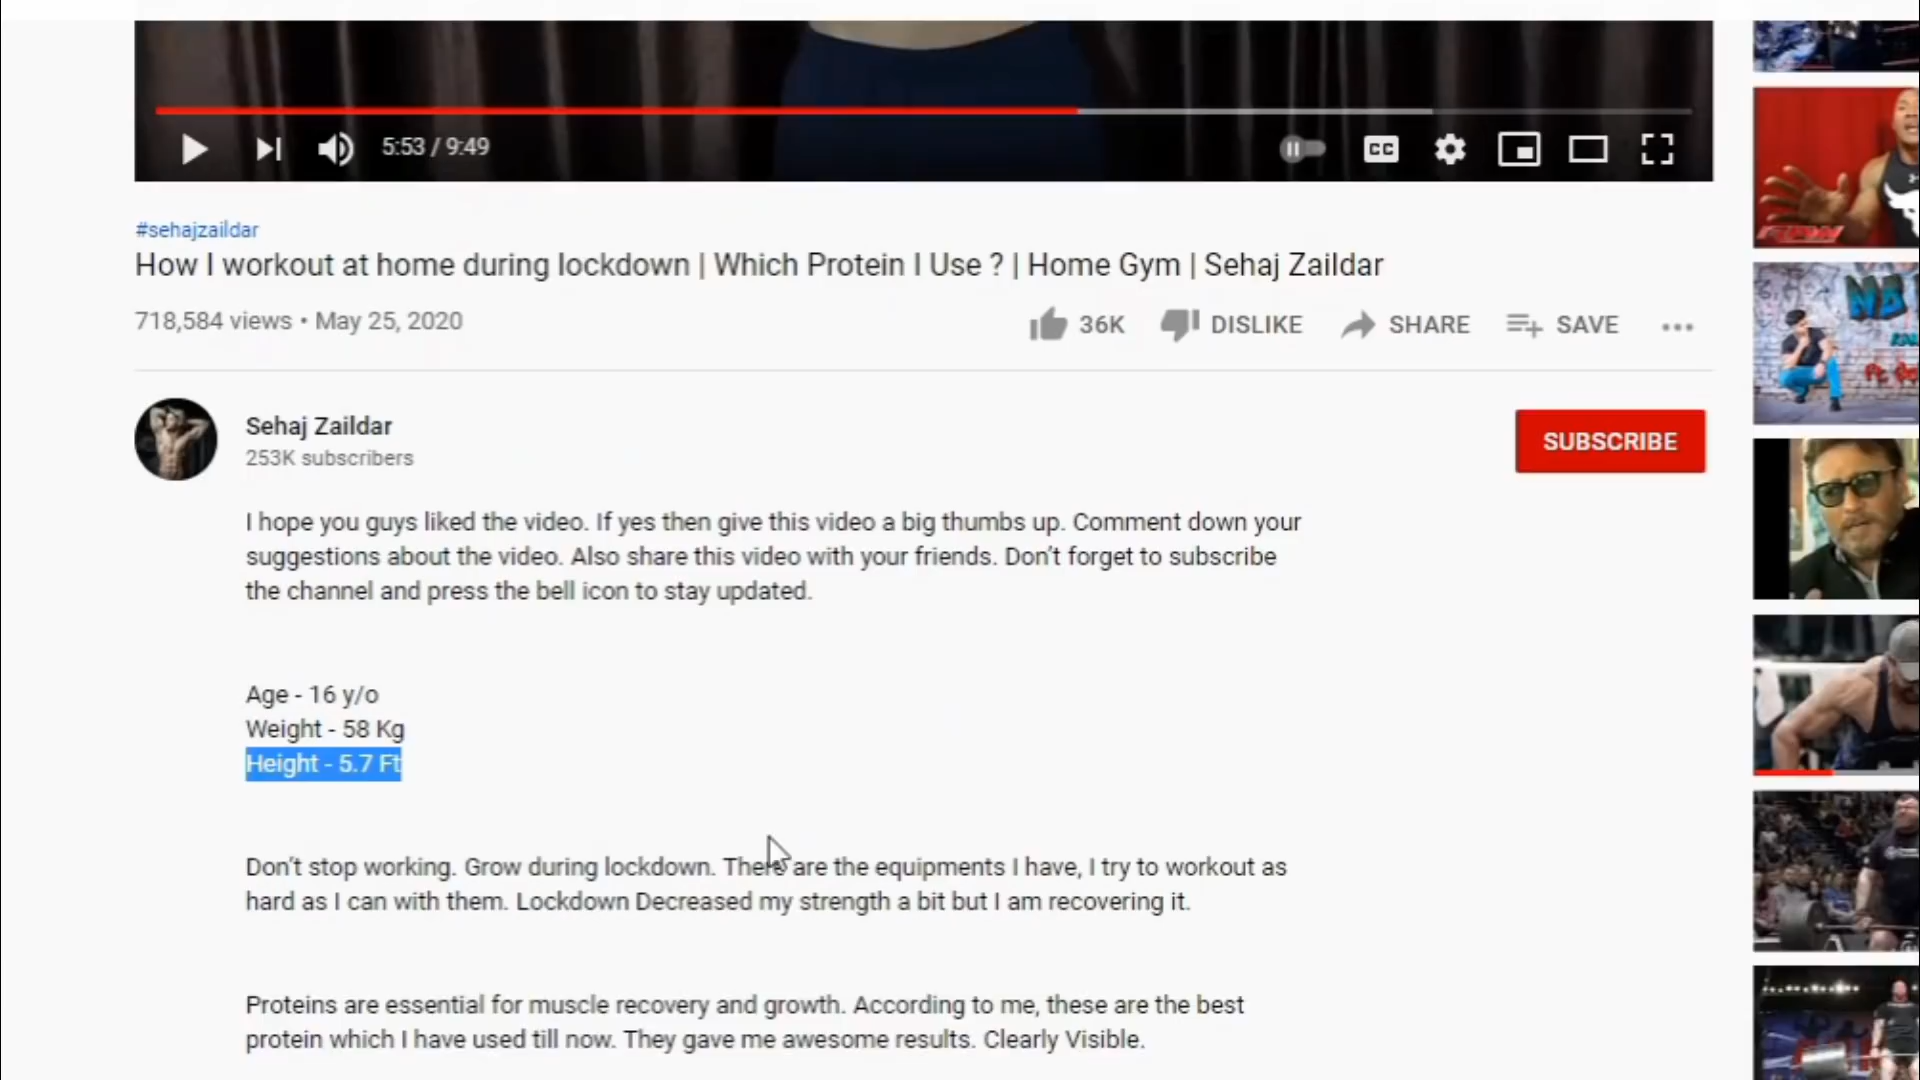 5:53 / 9:49
CC
#sehajzaildar
How I workout at home during lockdown | Which Protein I Use ? | Home Gym | Sehaj Zaildar
718,584 views • May 25, 2020
36K DISLIKE SHARE SAVE
Sehaj Zaildar
253K subscribers
SUBSCRIBE
I hope you guys liked the video. If yes then give this video a big thumbs up. Comment down your
suggestions about the video. Also share this video with your friends. Don't forget to subscribe
the channel and press the bell icon to stay updated.
Age - 16 y/o
Weight - 58 Kg
Height - 5.7 Ft
Don't stop working. Grow during lockdown. There are the equipments I have, I try to workout as
hard as I can with them. Lockdown Decreased my strength a bit but I am recovering it.
Proteins are essential for muscle recovery and growth. According to me, these are the best
protein which I have used till now. They gave me awesome results. Clearly Visible.